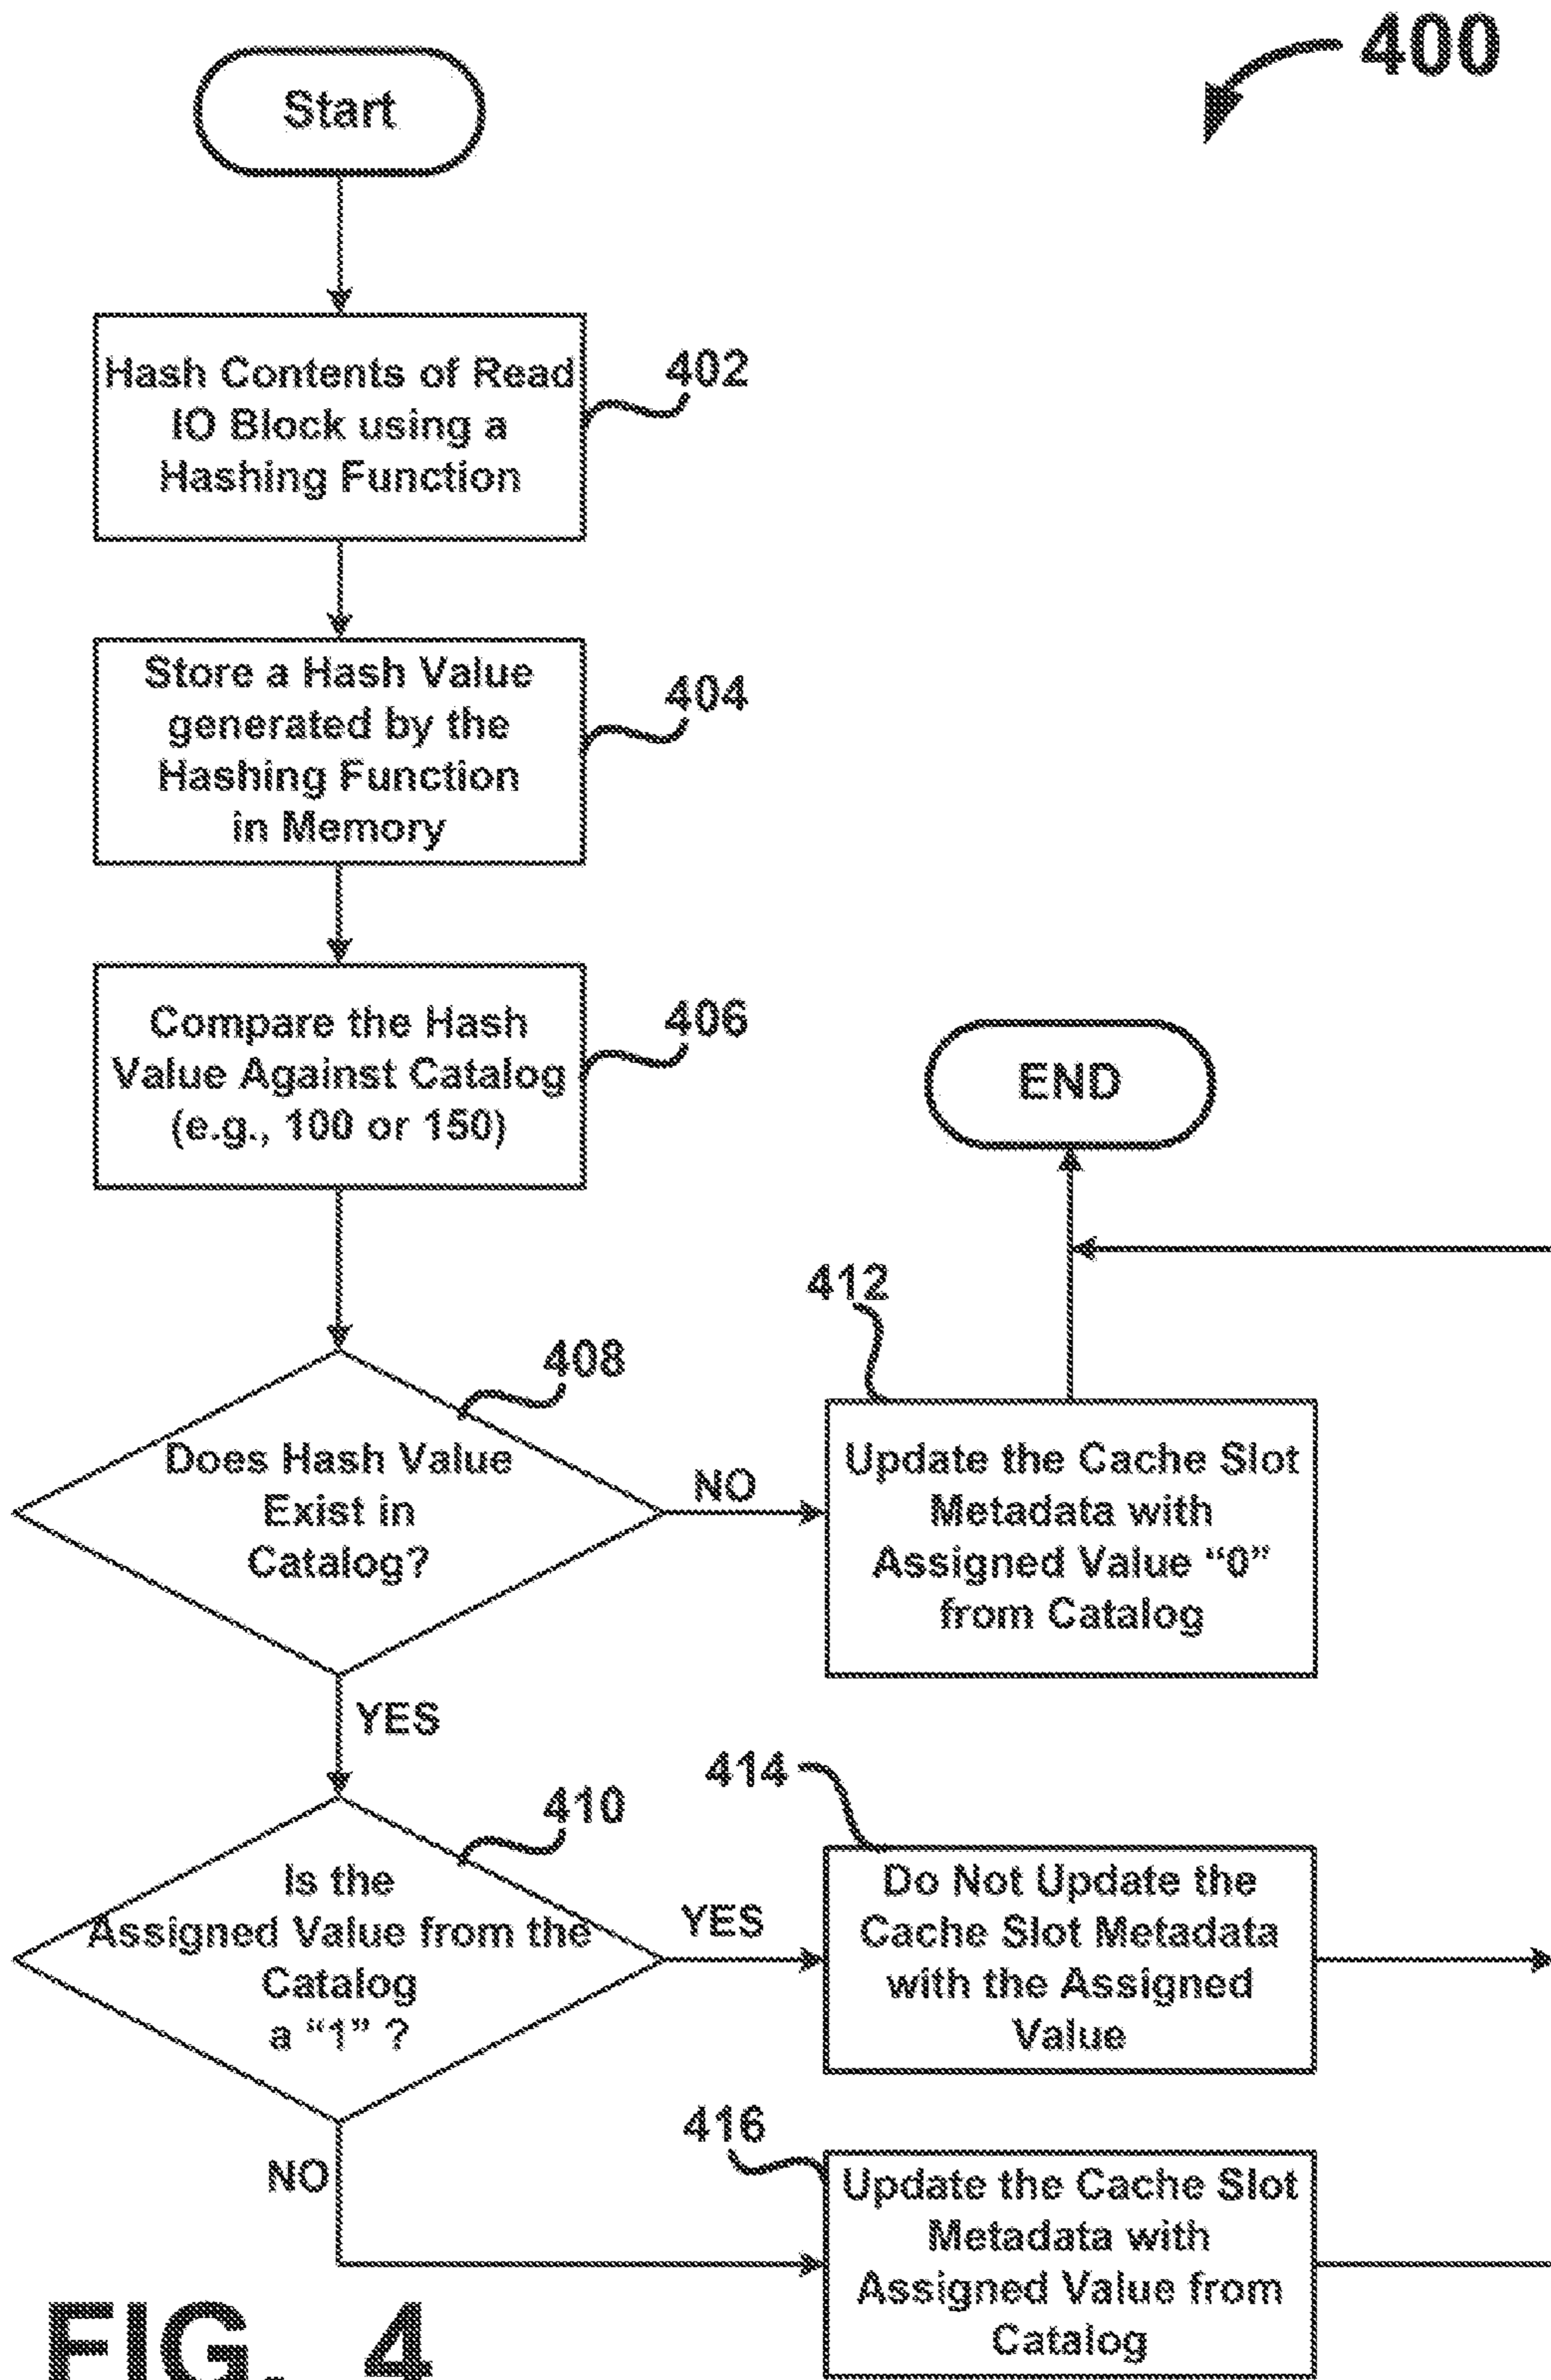 400
Start
Hash Contents of Read
IO Block using a
Hashing Function
402
Store a Hash Value
generated by the
Hashing Function
in Memory
404
Compare the Hash
Value Against Catalog
(e.g., 100 or 150)
406
END
408
Does Hash Value
Exist in
Catalog?
NO
412
Update the Cache Slot
Metadata with
Assigned Value “0”
from Catalog
YES
410
Is the
Assigned Value from the
Catalog
a “1” ?
YES
414
Do Not Update the
Cache Slot Metadata
with the Assigned
Value
NO
416
Update the Cache Slot
Metadata with
Assigned Value from
Catalog
FIG. 4